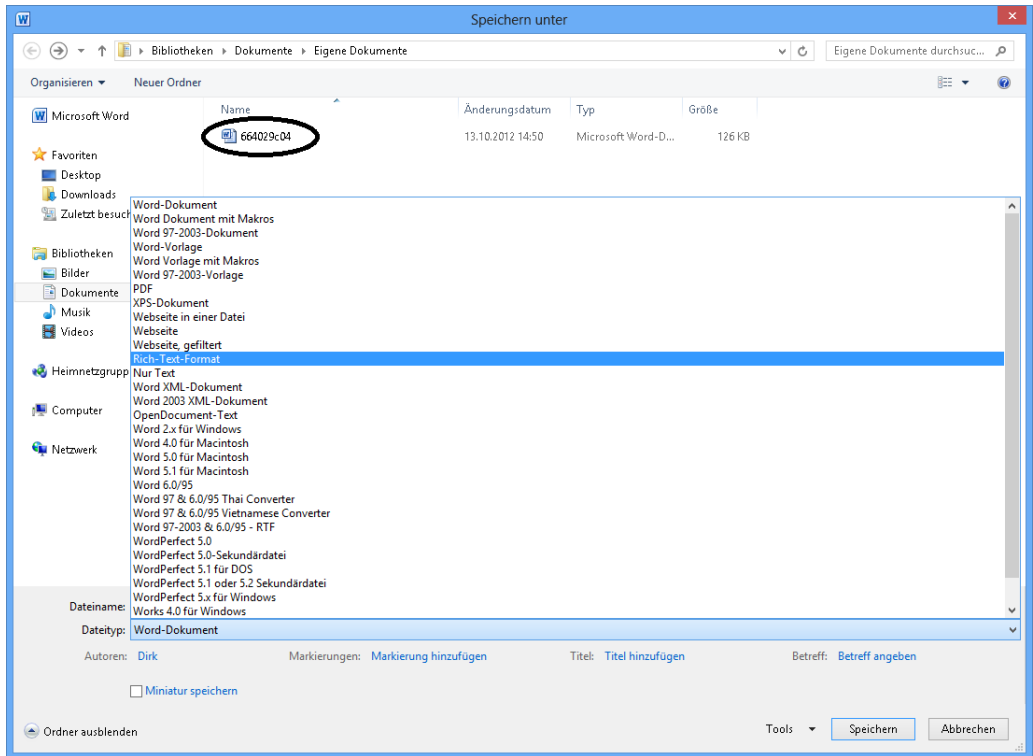 Speichern unter
Bibliotheken Dokumente Eigene Dokumente
Eigene Dokumente durchsuc...
Organisieren Neuer Ordner
Name Änderungsdatum Typ Größe
Microsoft Word
664029c04 13.10.2012 14:50 Microsoft Word-D... 126 KB
Favoriten
Desktop
Downloads
Zuletzt besuch
Bibliotheken
Bilder
Dokumente
Musik
Videos
Heimnetzgrupp
Computer
Netzwerk
Word-Dokument
Word Dokument mit Makros
Word 97-2003-Dokument
Word-Vorlage
Word Vorlage mit Makros
Word 97-2003-Vorlage
PDF
XPS-Dokument
Webseite in einer Datei
Webseite
Webseite, gefiltert
Rich-Text-Format
Nur Text
Word XML-Dokument
Word 2003 XML-Dokument
OpenDocument-Text
Word 2.x für Windows
Word 4.0 für Macintosh
Word 5.0 für Macintosh
Word 5.1 für Macintosh
Word 6.0/95
Word 97 & 6.0/95 Thai Converter
Word 97 & 6.0/95 Vietnamese Converter
Word 97-2003 & 6.0/95 - RTF
WordPerfect 5.0
WordPerfect 5.0-Sekundärdatei
WordPerfect 5.1 für DOS
WordPerfect 5.1 oder 5.2 Sekundärdatei
WordPerfect 5.x für Windows
Works 4.0 für Windows
Dateiname:
Dateityp: Word-Dokument
Autoren: Dirk Markierungen: Markierung hinzufügen Titel: Titel hinzufügen Betreff: Betreff angeben
Miniatur speichern
Ordner ausblenden Tools Speichern Abbrechen